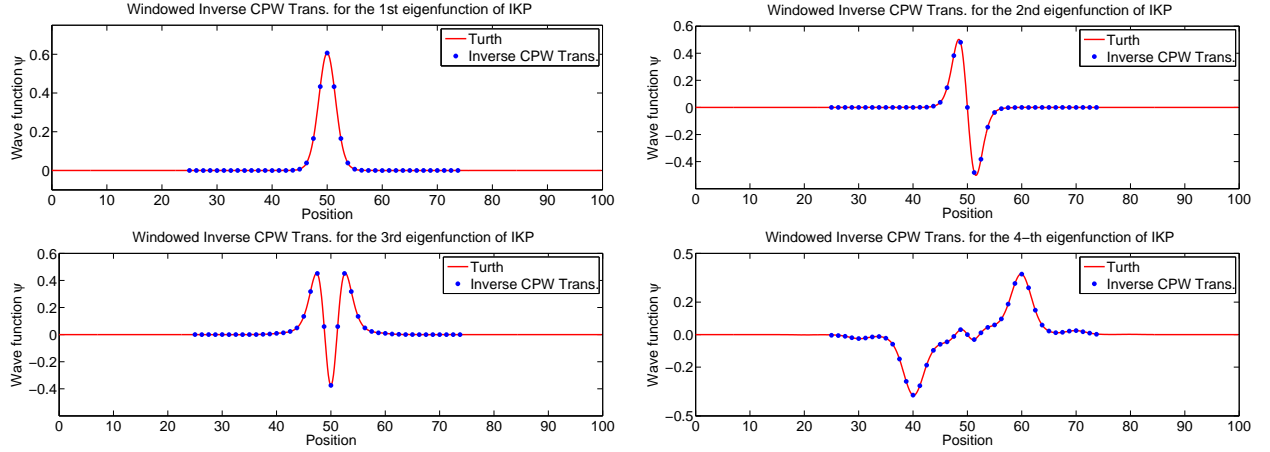 Windowed Inverse CPW Trans. for the 1st eigenfunction of IKP
Wave function ψ
0.6
0.4
0.2
0
Turth
Inverse CPW Trans.
0 10 20 30 40 50 60 70 80 90 100
Position
Windowed Inverse CPW Trans. for the 2nd eigenfunction of IKP
Wave function ψ
0.6
0.4
0.2
0
−0.2
−0.4
Turth
Inverse CPW Trans.
0 10 20 30 40 50 60 70 80 90 100
Position
Windowed Inverse CPW Trans. for the 3rd eigenfunction of IKP
Wave function ψ
0.6
0.4
0.2
0
−0.2
−0.4
Turth
Inverse CPW Trans.
0 10 20 30 40 50 60 70 80 90 100
Position
Windowed Inverse CPW Trans. for the 4−th eigenfunction of IKP
Wave function ψ
0.5
0.2
0.0
−0.2
−0.5
Turth
Inverse CPW Trans.
0 10 20 30 40 50 60 70 80 90 100
Position